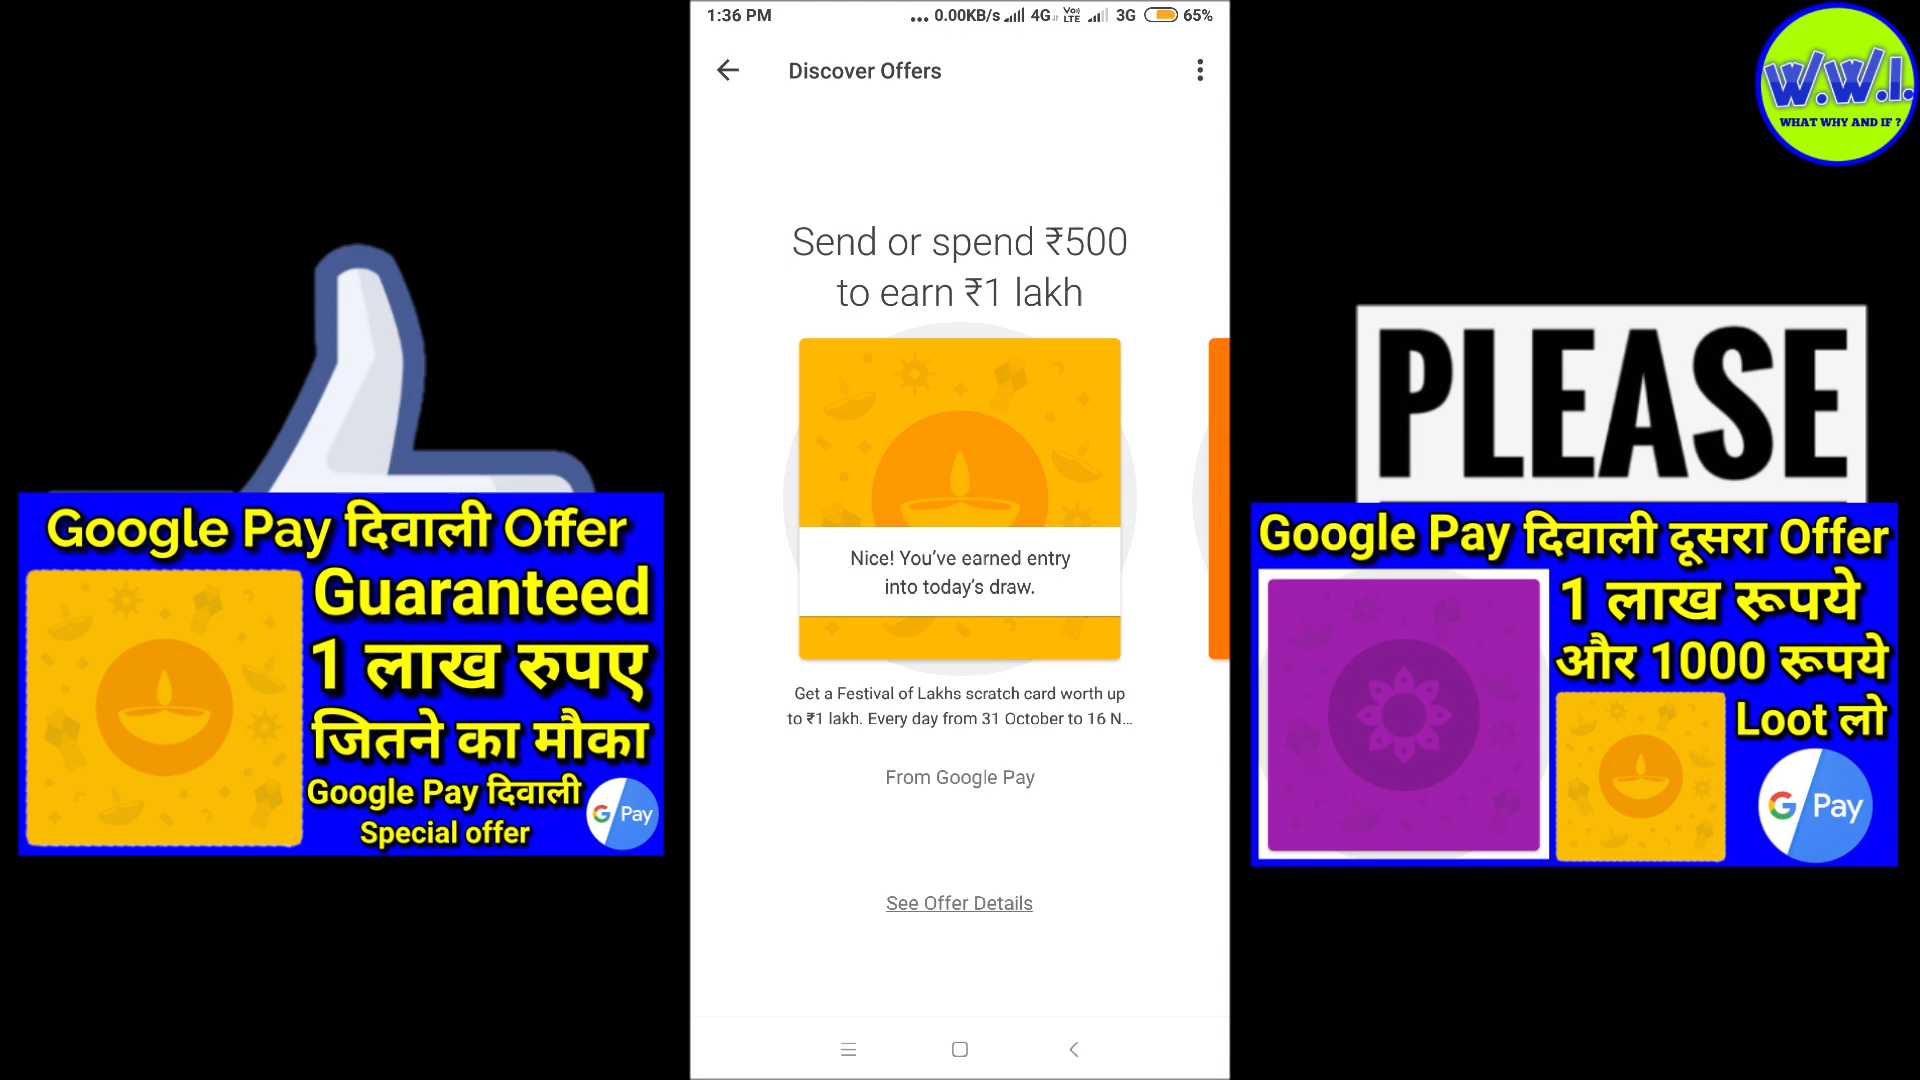 1:36 PM
... 0.00KB/s 4G VoLTE 3G 65%
Discover Offers
W.W.I.
WHAT WHY AND IF ?
Send or spend ₹500
to earn ₹1 lakh
Nice! You’ve earned entry
into today’s draw.
Get a Festival of Lakhs scratch card worth up
to ₹1 lakh. Every day from 31 October to 16 N...
From Google Pay
See Offer Details
Google Pay दिवाली Offer
Guaranteed
1 लाख रुपए
जितने का मौका
Google Pay दिवाली
Special offer
G Pay
PLEASE
Google Pay दिवाली दूसरा Offer
1 लाख रूपये
और 1000 रूपये
Loot लो
G Pay